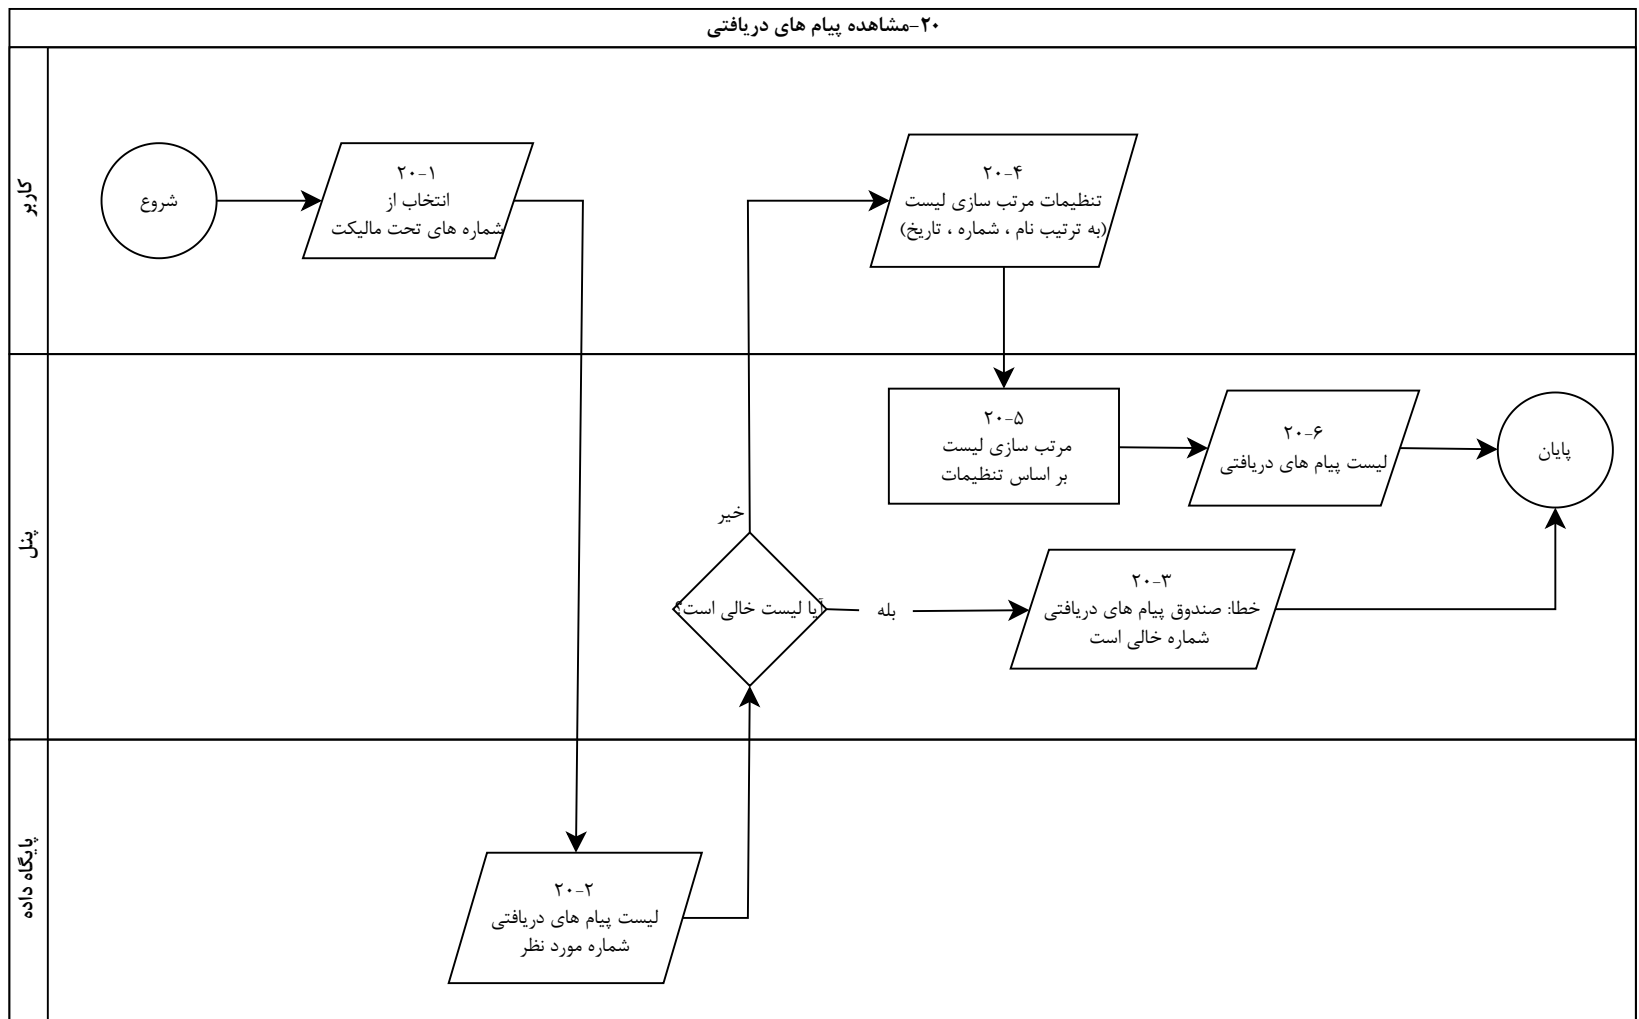 ۲۰-مشاهده پیام های دریافتی
کاربر
شروع
۲۰-۱
انتخاب از
شماره های تحت مالیکت
۲۰-۴
تنظیمات مرتب سازی لیست
(به ترتیب نام ، شماره ، تاریخ)
پنل
۲۰-۵
مرتب سازی لیست
بر اساس تنظیمات
۲۰-۶
لیست پیام های دریافتی
پایان
خیر
آیا لیست خالی است؟
بله
۲۰-۳
خطا: صندوق پیام های دریافتی
شماره خالی است
پایگاه داده
۲۰-۲
لیست پیام های دریافتی
شماره مورد نظر